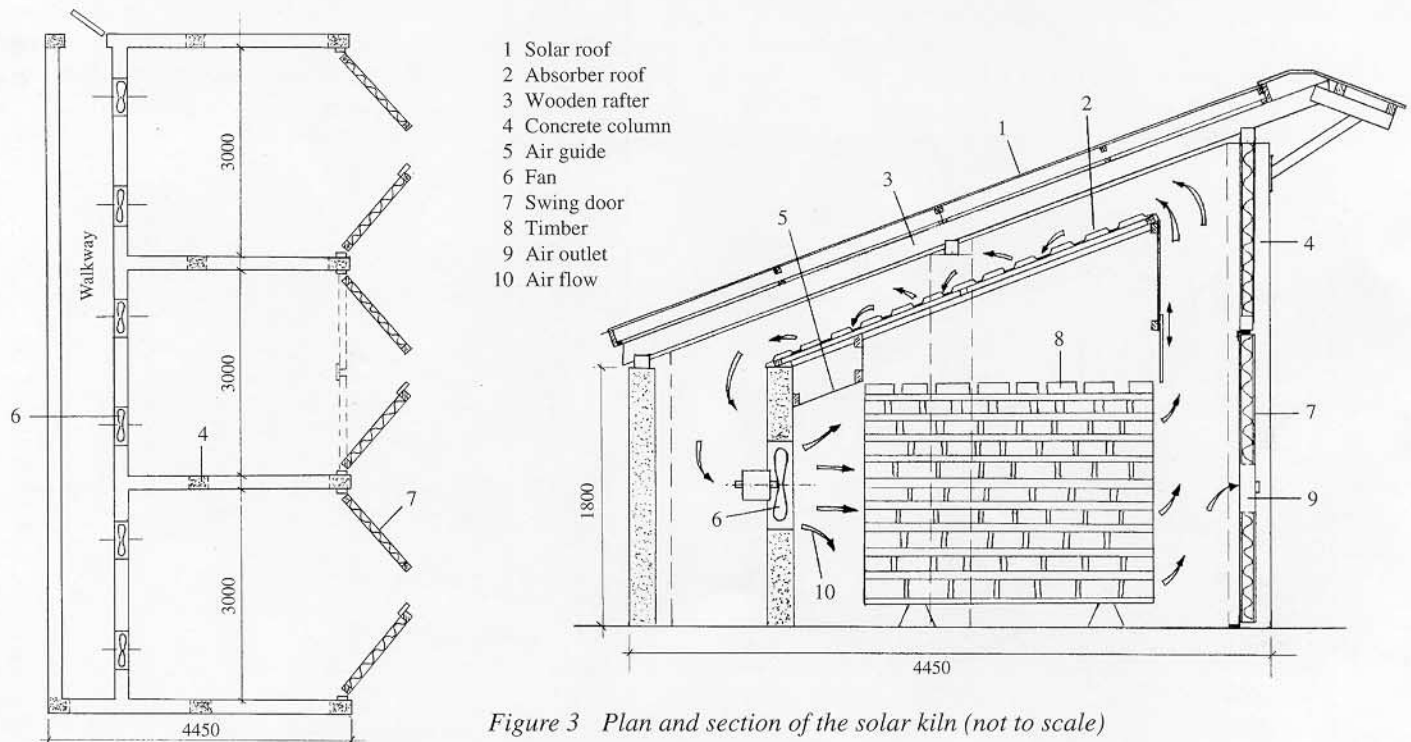 Walkway
3000
3000
3000
6
4
7
4450
1 Solar roof
2 Absorber roof
3 Wooden rafter
4 Concrete column
5 Air guide
6 Fan
7 Swing door
8 Timber
9 Air outlet
10 Air flow
1
2
3
4
5
8
7
9
6
10
1800
4450
Figure 3 Plan and section of the solar kiln (not to scale)